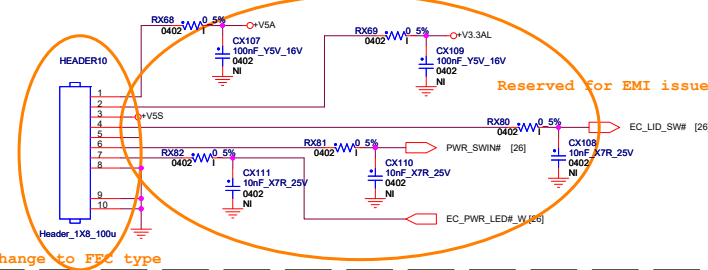 RX68 0_5% +V5A
0402 I
CX107
100nF_Y5V_16V
0402
NI
RX69 0_5% +V3.3AL
0402 I
CX109
100nF_Y5V_16V
0402
NI
HEADER10
1
2
3
4
5
6
7
8
9
10
Header_1X8_100u
+V5S
Reserved for EMI issue
RX80 0_5% EC_LID_SW# [26
0402 I
CX108
10nF_X7R_25V
0402
NI
RX81 0_5% PWR_SWIN# [26]
0402 I
CX110
10nF_X7R_25V
0402
NI
RX82 0_5%
0402 I
CX111
10nF_X7R_25V
0402
NI
EC_PWR_LED#_W[26]
hange to FFC type